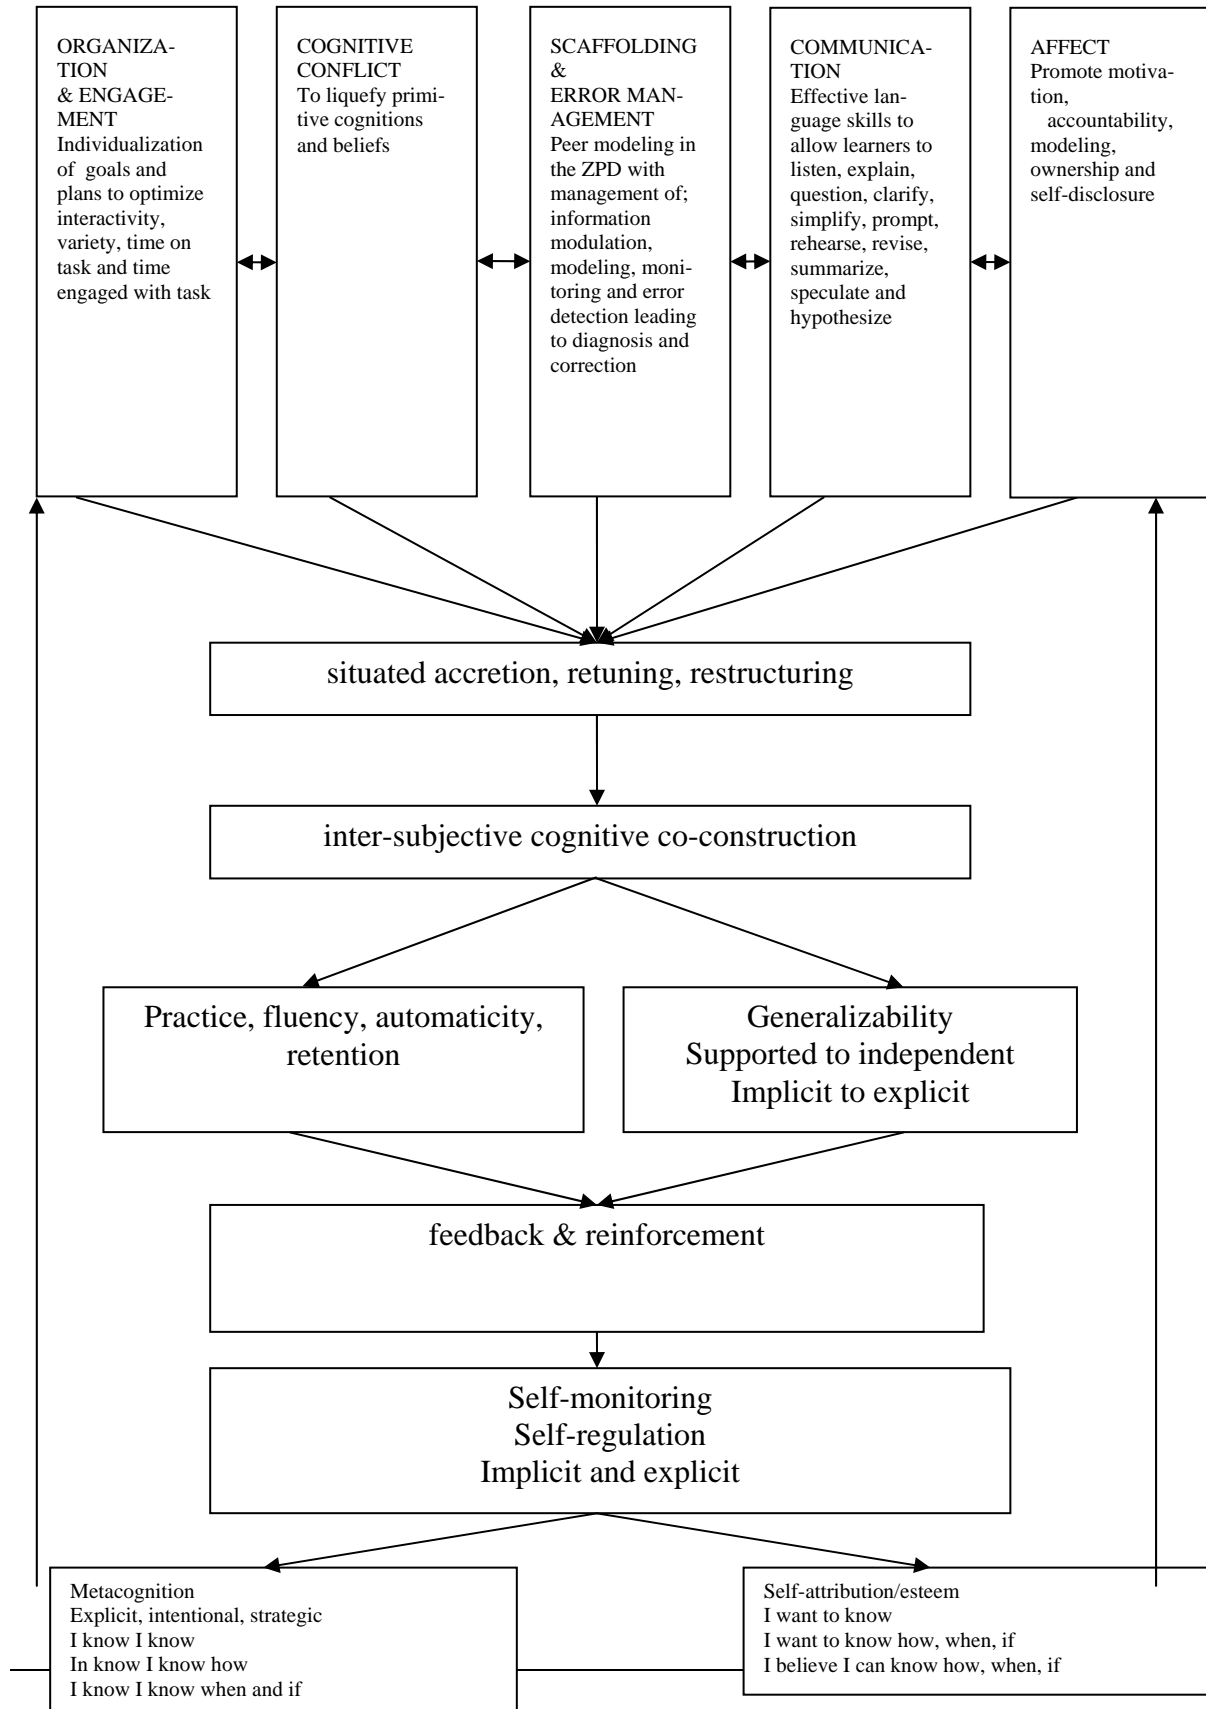 ORGANIZA-
TION
& ENGAGE-
MENT
Individualization
of goals and
plans to optimize
interactivity,
variety, time on
task and time
engaged with task
COGNITIVE
CONFLICT
To liquefy primi-
tive cognitions
and beliefs
SCAFFOLDING
&
ERROR MAN-
AGEMENT
Peer modeling in
the ZPD with
management of;
information
modulation,
modeling, moni-
toring and error
detection leading
to diagnosis and
correction
COMMUNICA-
TION
Effective lan-
guage skills to
allow learners to
listen, explain,
question, clarify,
simplify, prompt,
rehearse, revise,
summarize,
speculate and
hypothesize
AFFECT
Promote motiva-
tion,
accountability,
modeling,
ownership and
self-disclosure
situated accretion, retuning, restructuring
inter-subjective cognitive co-construction
Practice, fluency, automaticity,
retention
Generalizability
Supported to independent
Implicit to explicit
feedback & reinforcement
Self-monitoring
Self-regulation
Implicit and explicit
Metacognition
Explicit, intentional, strategic
I know I know
In know I know how
I know I know when and if
Self-attribution/esteem
I want to know
I want to know how, when, if
I believe I can know how, when, if